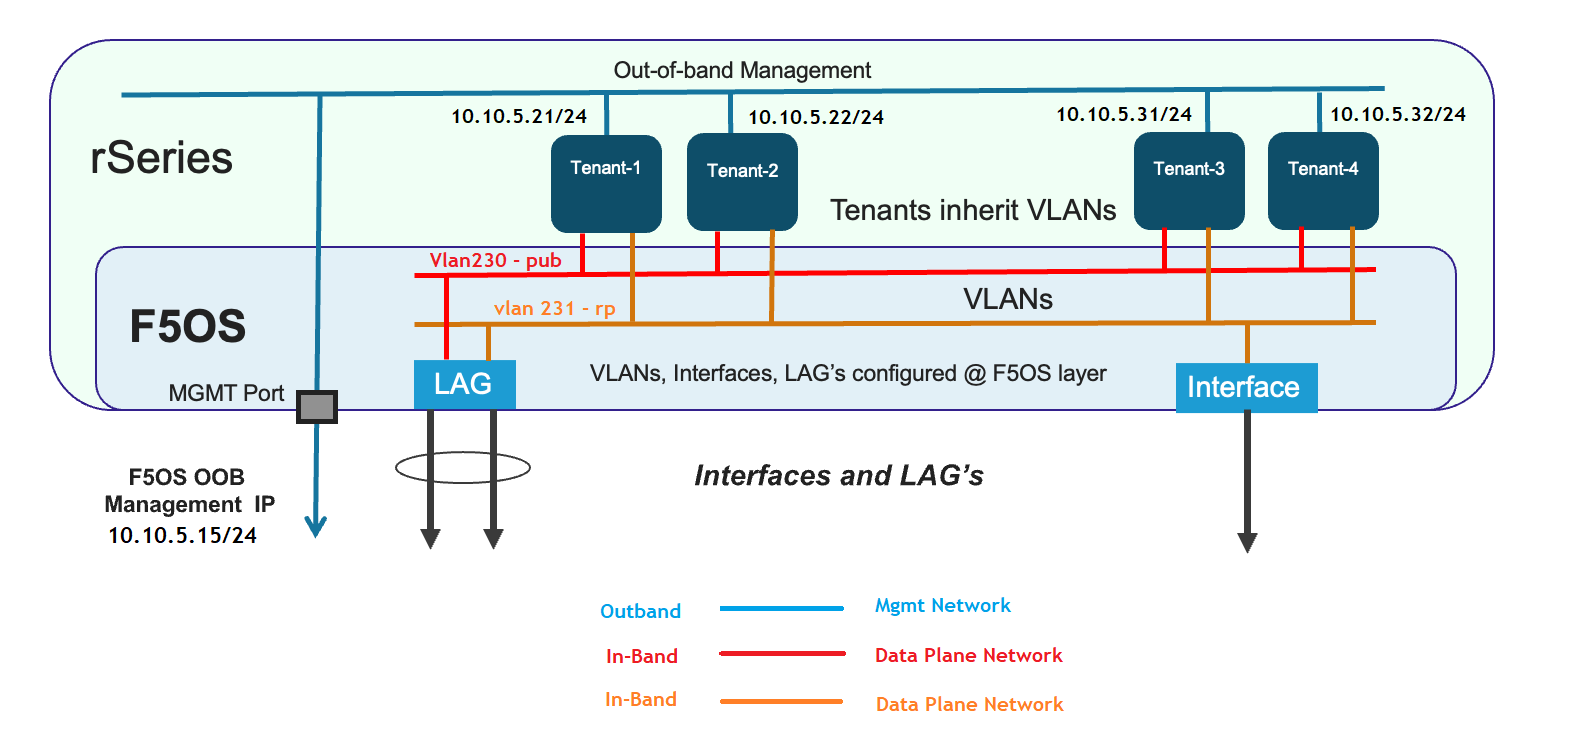 Out-of-band Management
10.10.5.21/24
10.10.5.22/24
10.10.5.31/24
10.10.5.32/24
rSeries
Tenant-1
Tenant-2
Tenant-3
Tenant-4
Tenants inherit VLANs
Vlan230 - pub
VLANs
vlan 231 - rp
F5OS
VLANs, Interfaces, LAG’s configured @ F5OS layer
LAG
Interface
MGMT Port
F5OS OOB
Management IP
10.10.5.15/24
Interfaces and LAG’s
Outband
Mgmt Network
In-Band
Data Plane Network
In-Band
Data Plane Network